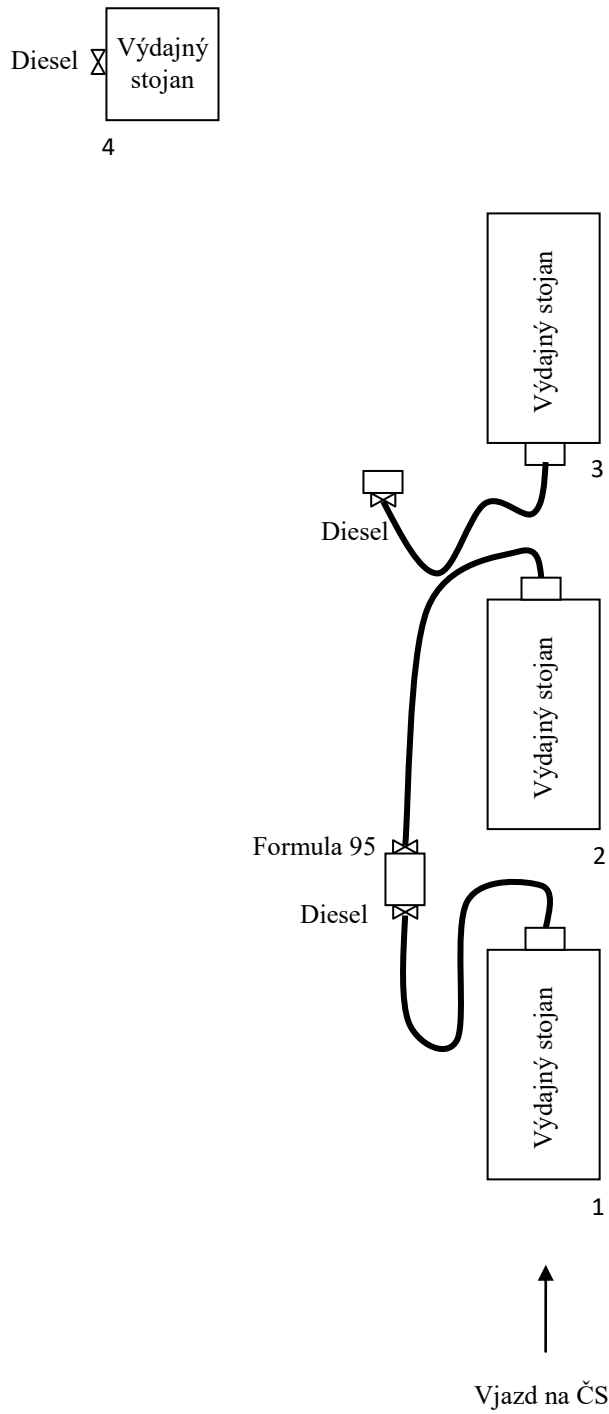 Diesel
Výdajný
stojan
4
Výdajný stojan
3
Diesel
Výdajný stojan
2
Formula 95
Diesel
Výdajný stojan
1
Vjazd na ČS